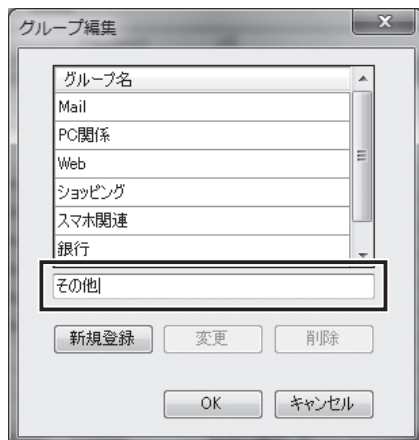 グループ編集
グループ名
Mail
PC関係
Web
ショッピング
スマホ関連
銀行
その他
新規登録 変更 削除
OK キャンセル